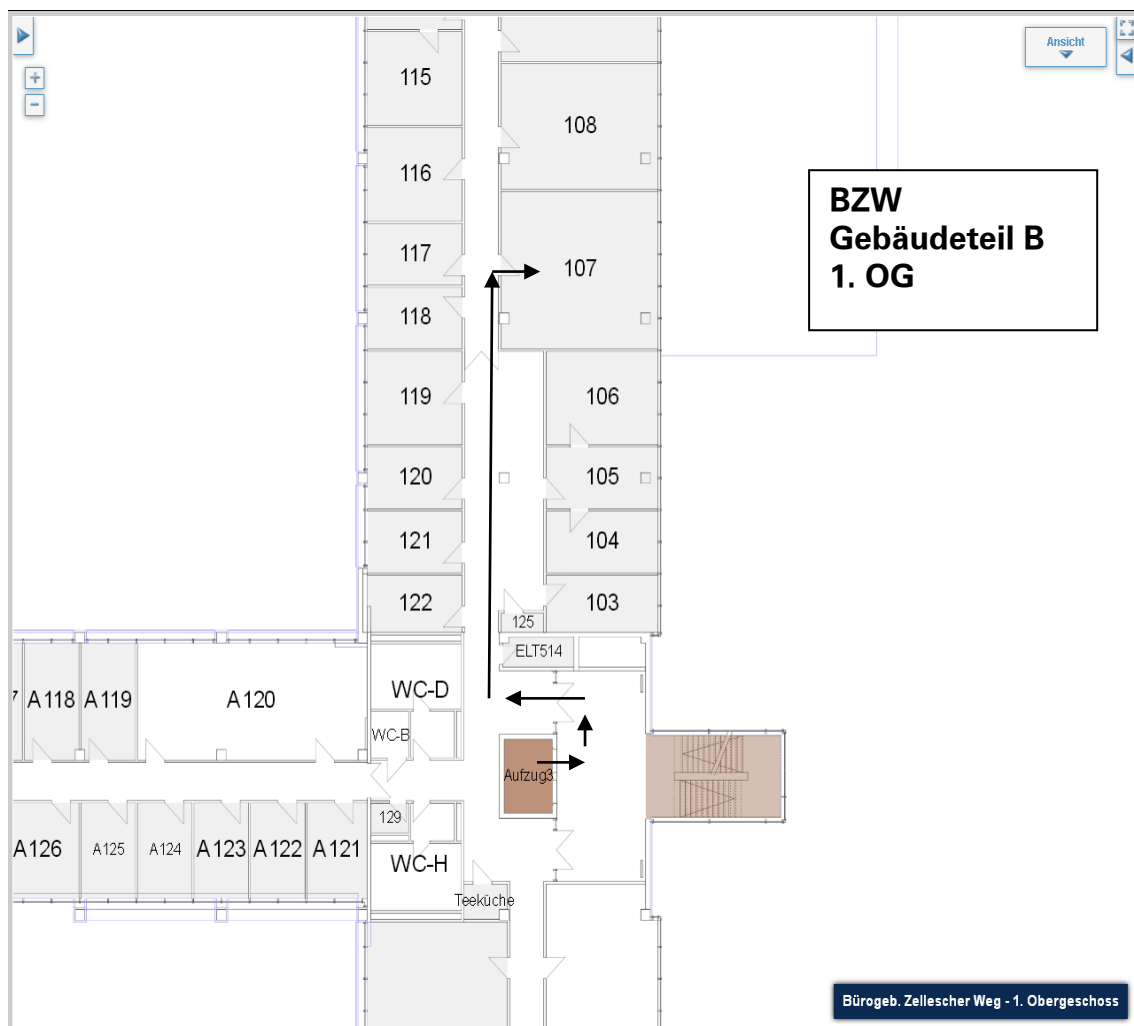 Ansicht
115
108
116
BZW
Gebäudeteil B
1. OG
117
107
118
119
106
120
105
121
104
122
103
125
ELT514
WC-D
7
A118
A119
A120
WC-B
Aufzug3
129
A126
A125
A124
A123
A122
A121
WC-H
Teeküche
Bürogeb. Zellescher Weg - 1. Obergeschoss